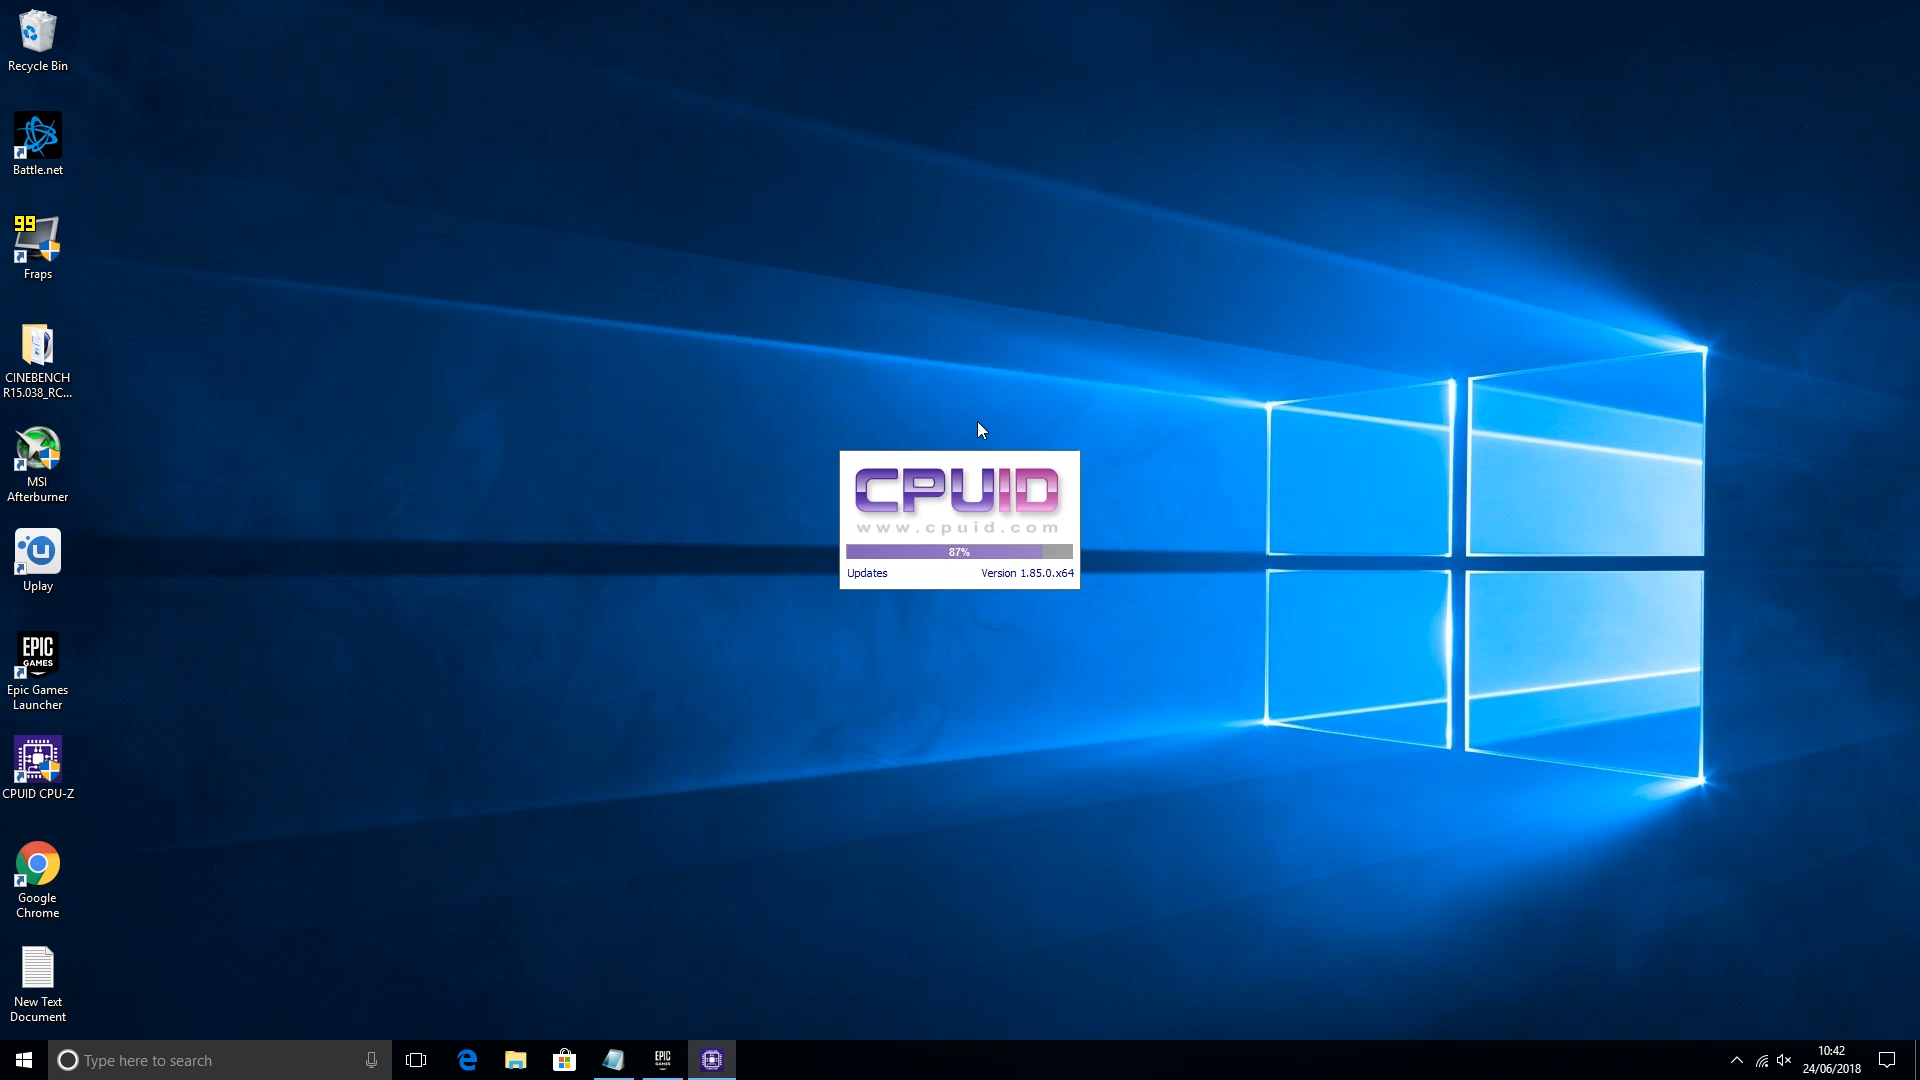 Recycle Bin
Battle.net
99
Fraps
CINEBENCH
R15.038_RC...
MSI
Afterburner
U
Uplay
EPIC
GAMES
Epic Games
Launcher
CPUID CPU-Z
Google
Chrome
New Text
Document
CPUID
www.cpuid.com
87%
Updates
Version 1.85.0.x64
Type here to search
EPIC
GAMES
10:42
24/06/2018